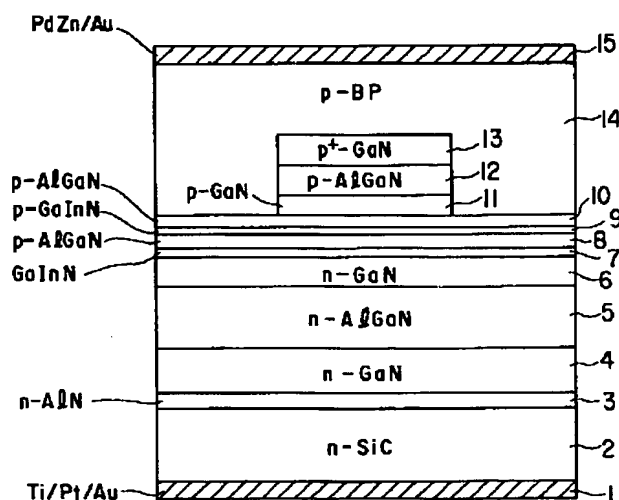 PdZn/Au
15
p-BP
14
p⁺-GaN
13
p-AlGaN
12
p-GaN
11
p-AlGaN
10
p-GaInN
9
p-AlGaN
8
GaInN
7
n-GaN
6
n-AlGaN
5
n-GaN
4
n-AlN
3
n-SiC
2
Ti/Pt/Au
1